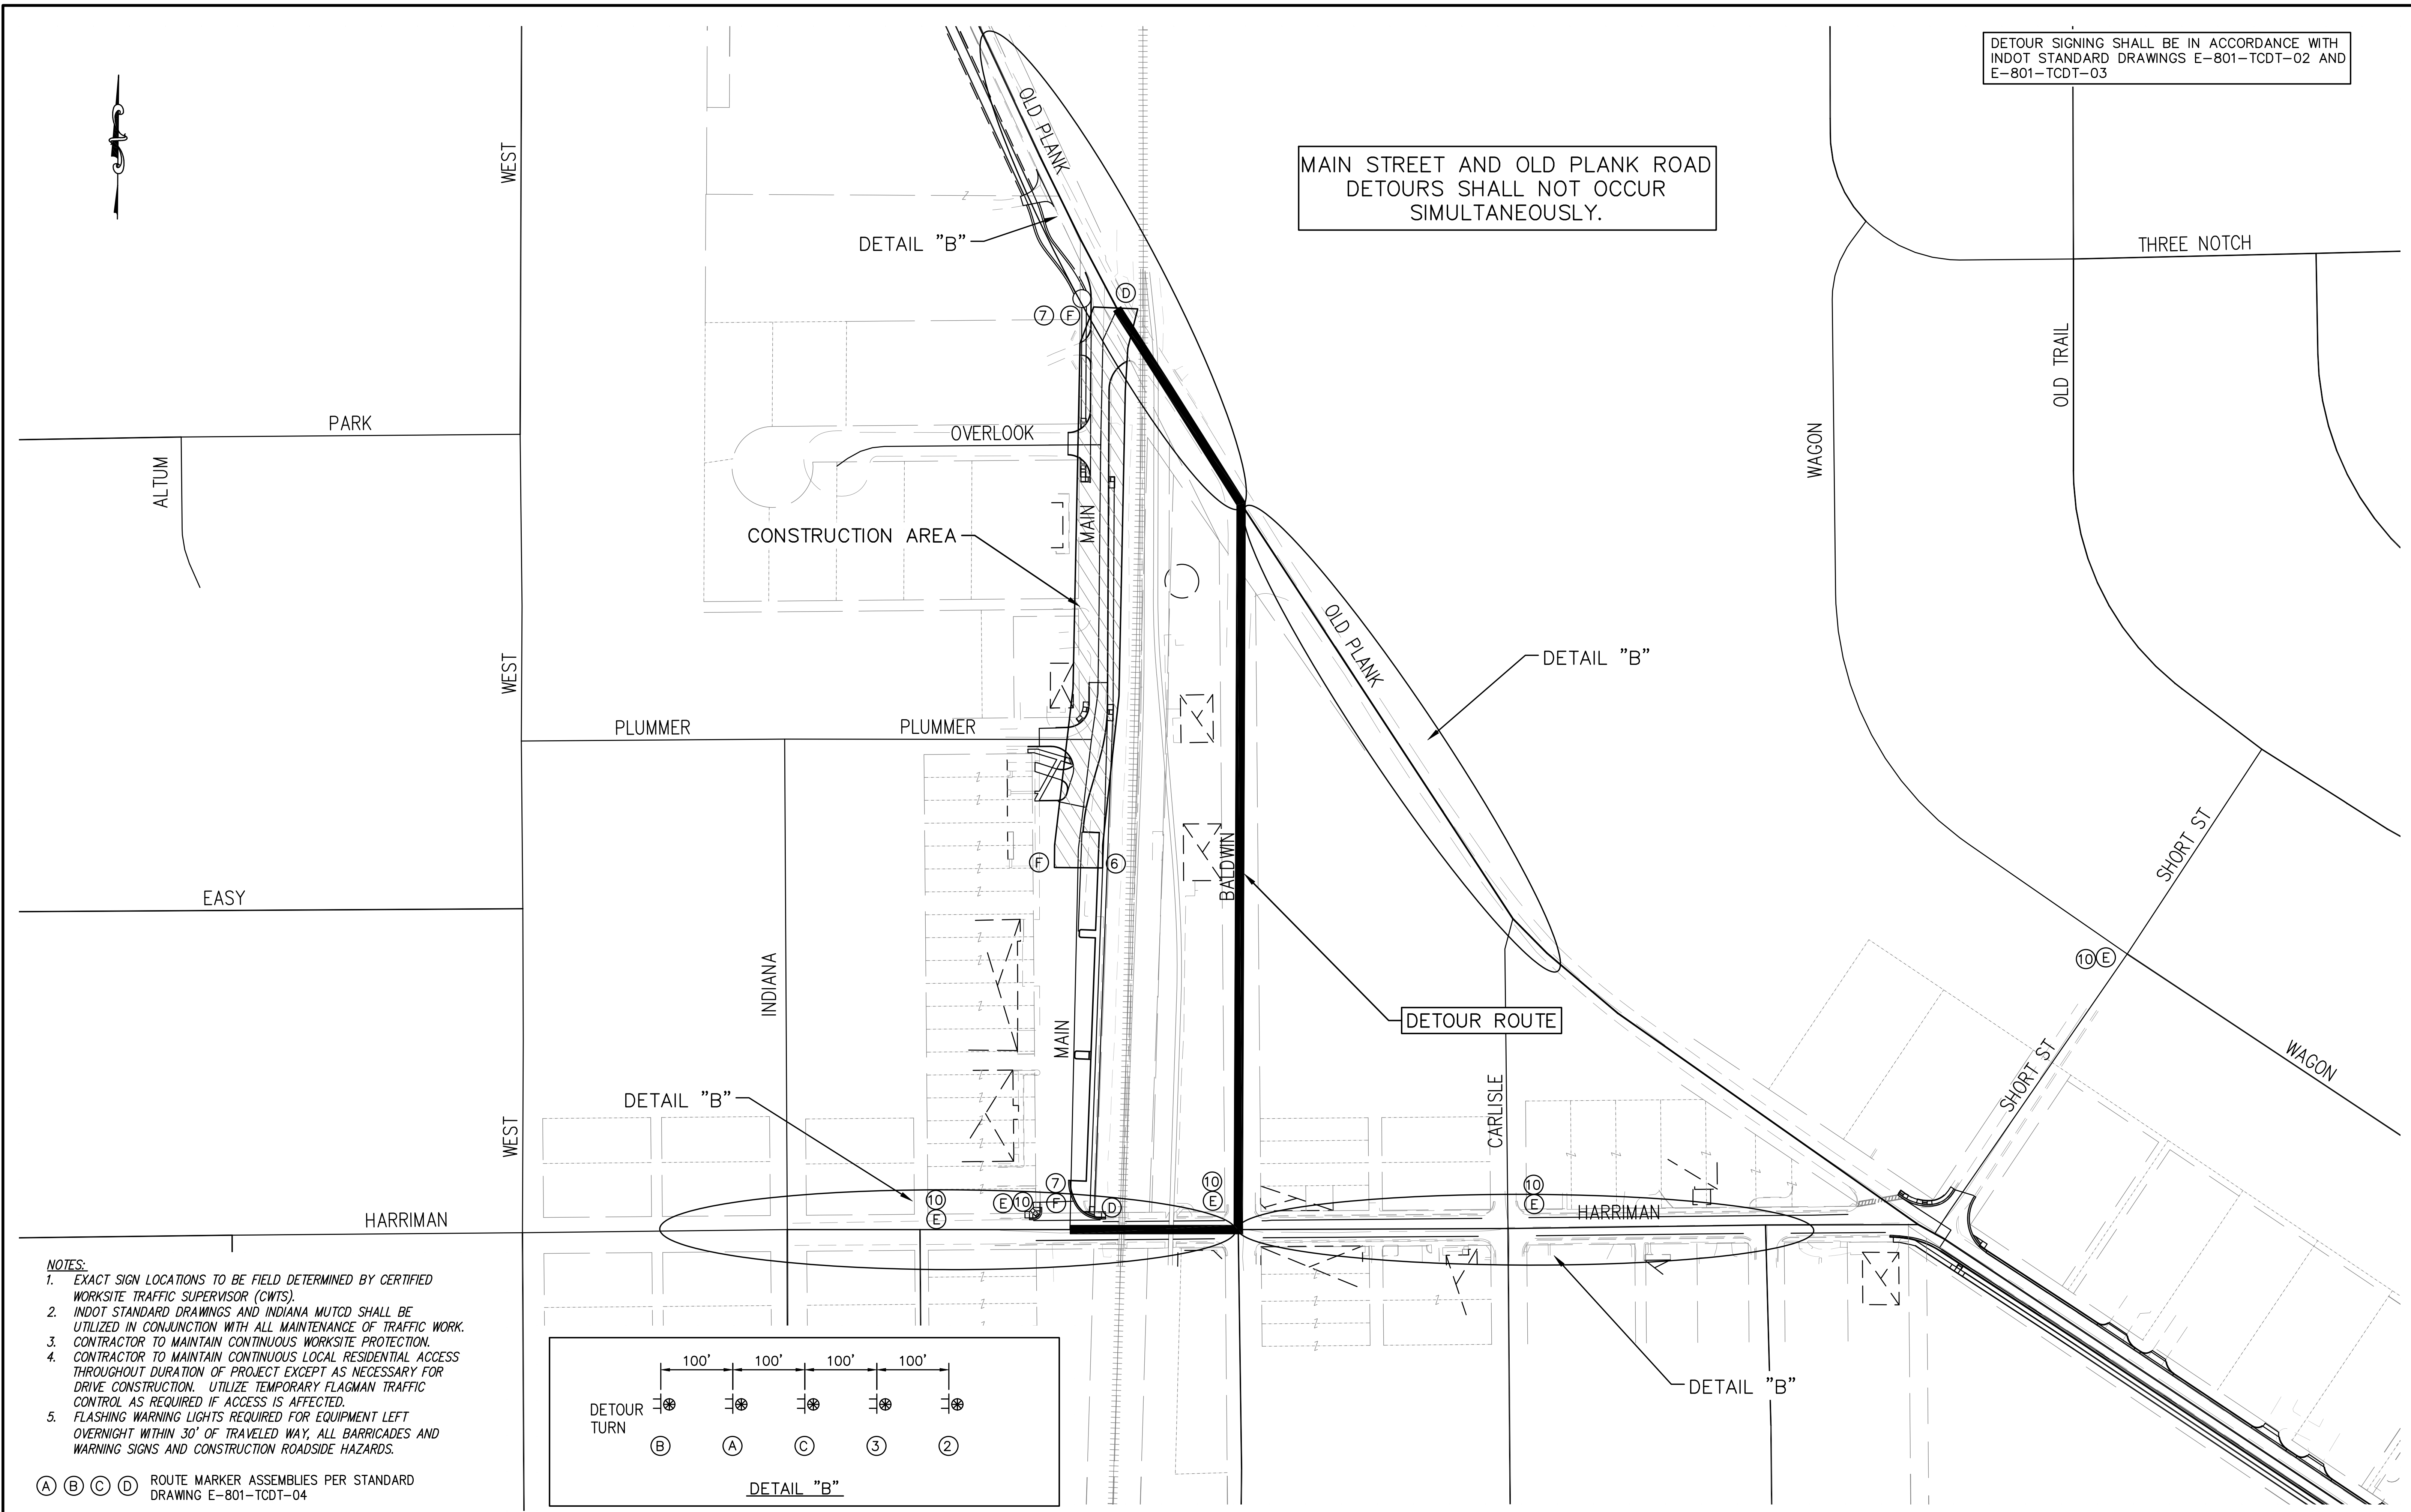 DETOUR SIGNING SHALL BE IN ACCORDANCE WITH
INDOT STANDARD DRAWINGS E-801-TCDT-02 AND
E-801-TCDT-03
MAIN STREET AND OLD PLANK ROAD
DETOURS SHALL NOT OCCUR
SIMULTANEOUSLY.
WEST
OLD PLANK
DETAIL "B"
THREE NOTCH
D
7 F
OLD TRAIL
PARK
OVERLOOK
WAGON
ALTUM
MAIN
CONSTRUCTION AREA
OLD PLANK
DETAIL "B"
WEST
PLUMMER
PLUMMER
SHORT ST
F
6
BALDWIN
EASY
10 E
INDIANA
MAIN
DETOUR ROUTE
WAGON
SHORT ST
DETAIL "B"
CARLISLE
WEST
10
E
E 10
7
F
D
10
E
10
E
HARRIMAN
HARRIMAN
DETAIL "B"
NOTES:
1. EXACT SIGN LOCATIONS TO BE FIELD DETERMINED BY CERTIFIED
WORKSITE TRAFFIC SUPERVISOR (CWTS).
2. INDOT STANDARD DRAWINGS AND INDIANA MUTCD SHALL BE
UTILIZED IN CONJUNCTION WITH ALL MAINTENANCE OF TRAFFIC WORK.
3. CONTRACTOR TO MAINTAIN CONTINUOUS WORKSITE PROTECTION.
4. CONTRACTOR TO MAINTAIN CONTINUOUS LOCAL RESIDENTIAL ACCESS
THROUGHOUT DURATION OF PROJECT EXCEPT AS NECESSARY FOR
DRIVE CONSTRUCTION. UTILIZE TEMPORARY FLAGMAN TRAFFIC
CONTROL AS REQUIRED IF ACCESS IS AFFECTED.
5. FLASHING WARNING LIGHTS REQUIRED FOR EQUIPMENT LEFT
OVERNIGHT WITHIN 30' OF TRAVELED WAY, ALL BARRICADES AND
WARNING SIGNS AND CONSTRUCTION ROADSIDE HAZARDS.
A B C D ROUTE MARKER ASSEMBLIES PER STANDARD
DRAWING E-801-TCDT-04
100' 100' 100' 100'
DETOUR
TURN
B A C 3 2
DETAIL "B"